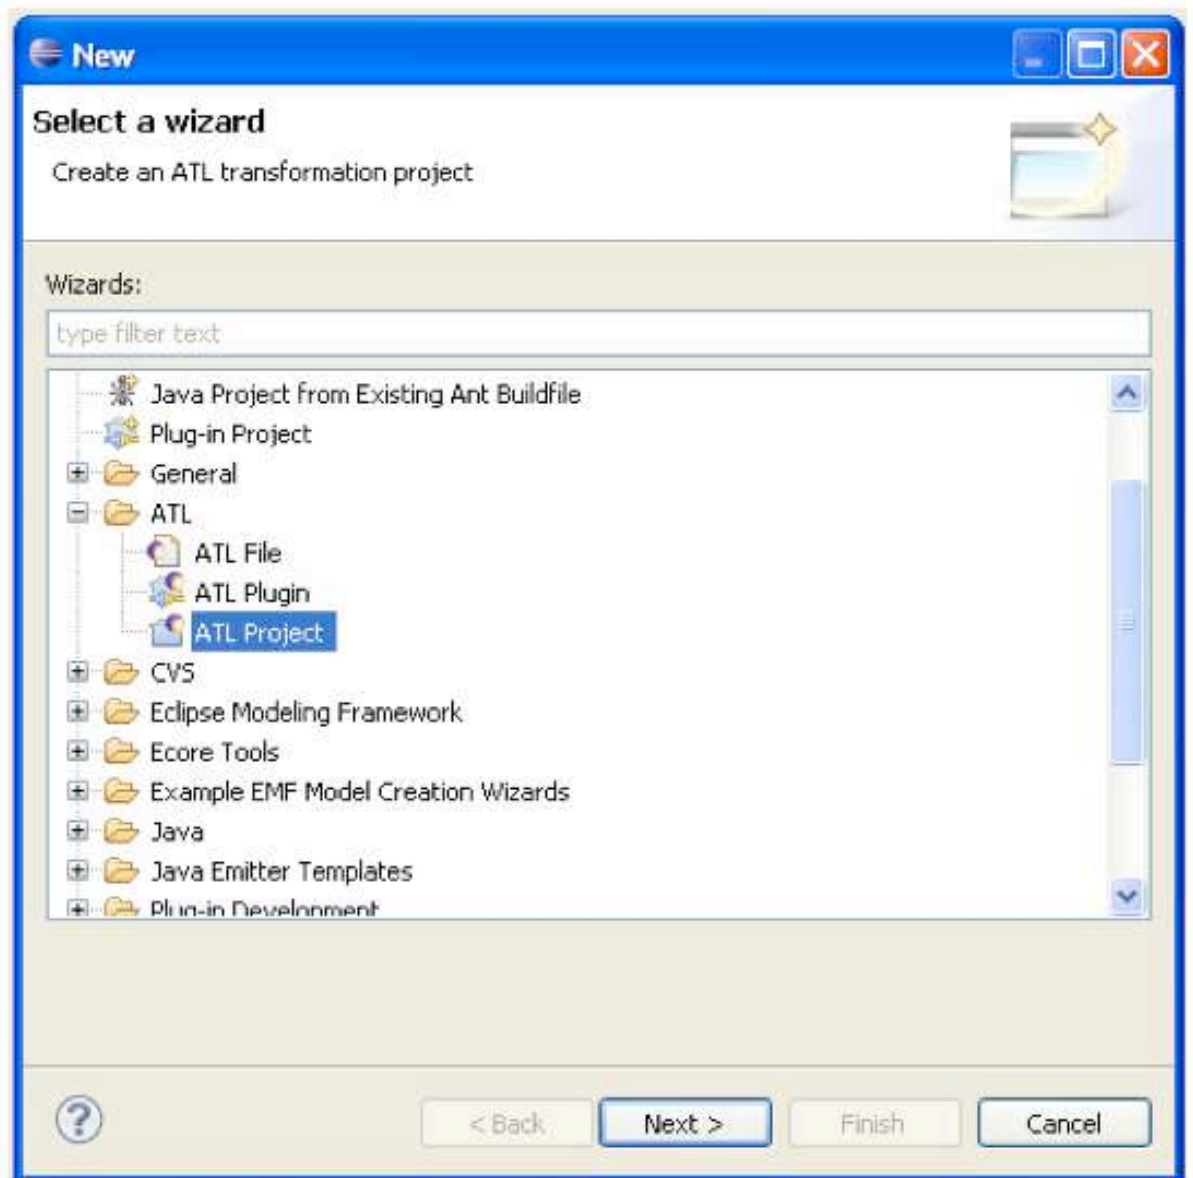 New
Select a wizard
Create an ATL transformation project
Wizards:
type filter text
Java Project from Existing Ant Buildfile
Plug-in Project
General
ATL
ATL File
ATL Plugin
ATL Project
CVS
Eclipse Modeling Framework
Ecore Tools
Example EMF Model Creation Wizards
Java
Java Emitter Templates
Plug-in Development
< Back
Next >
Finish
Cancel